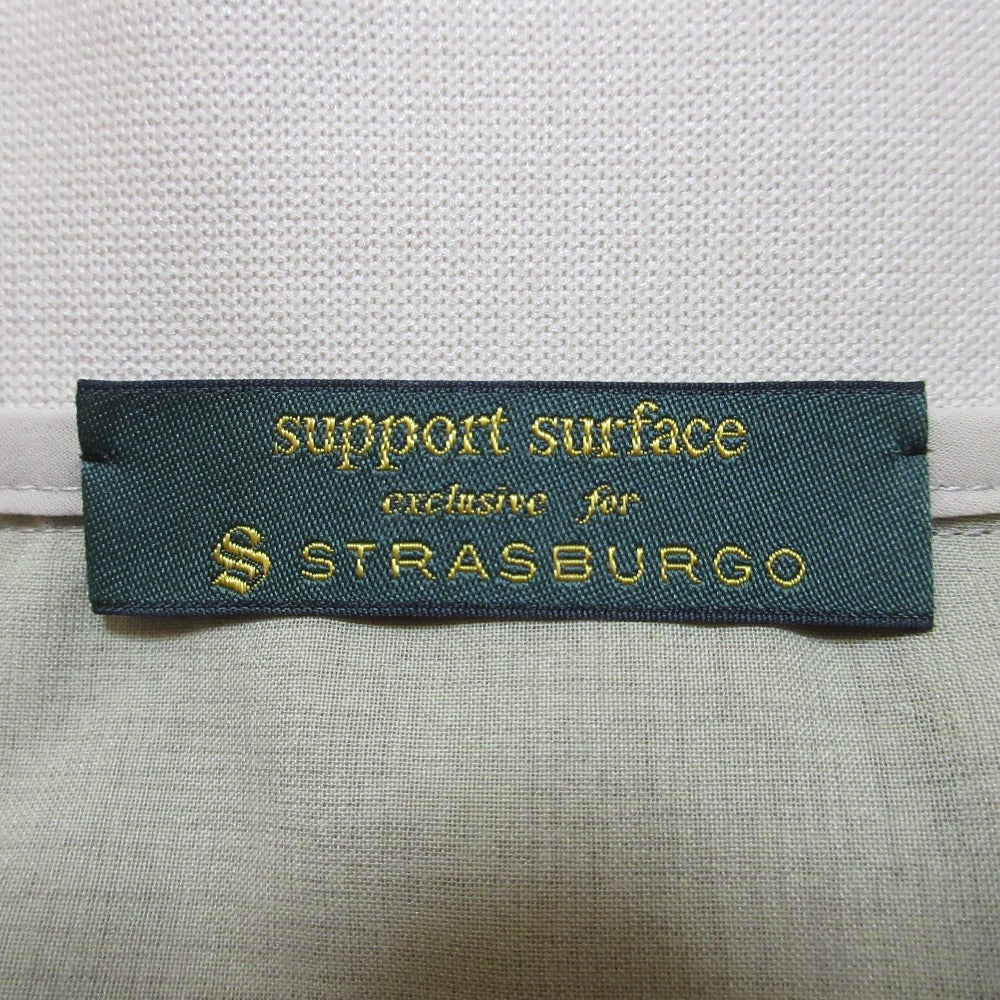 support surface
exclusive for
S STRASBURGO